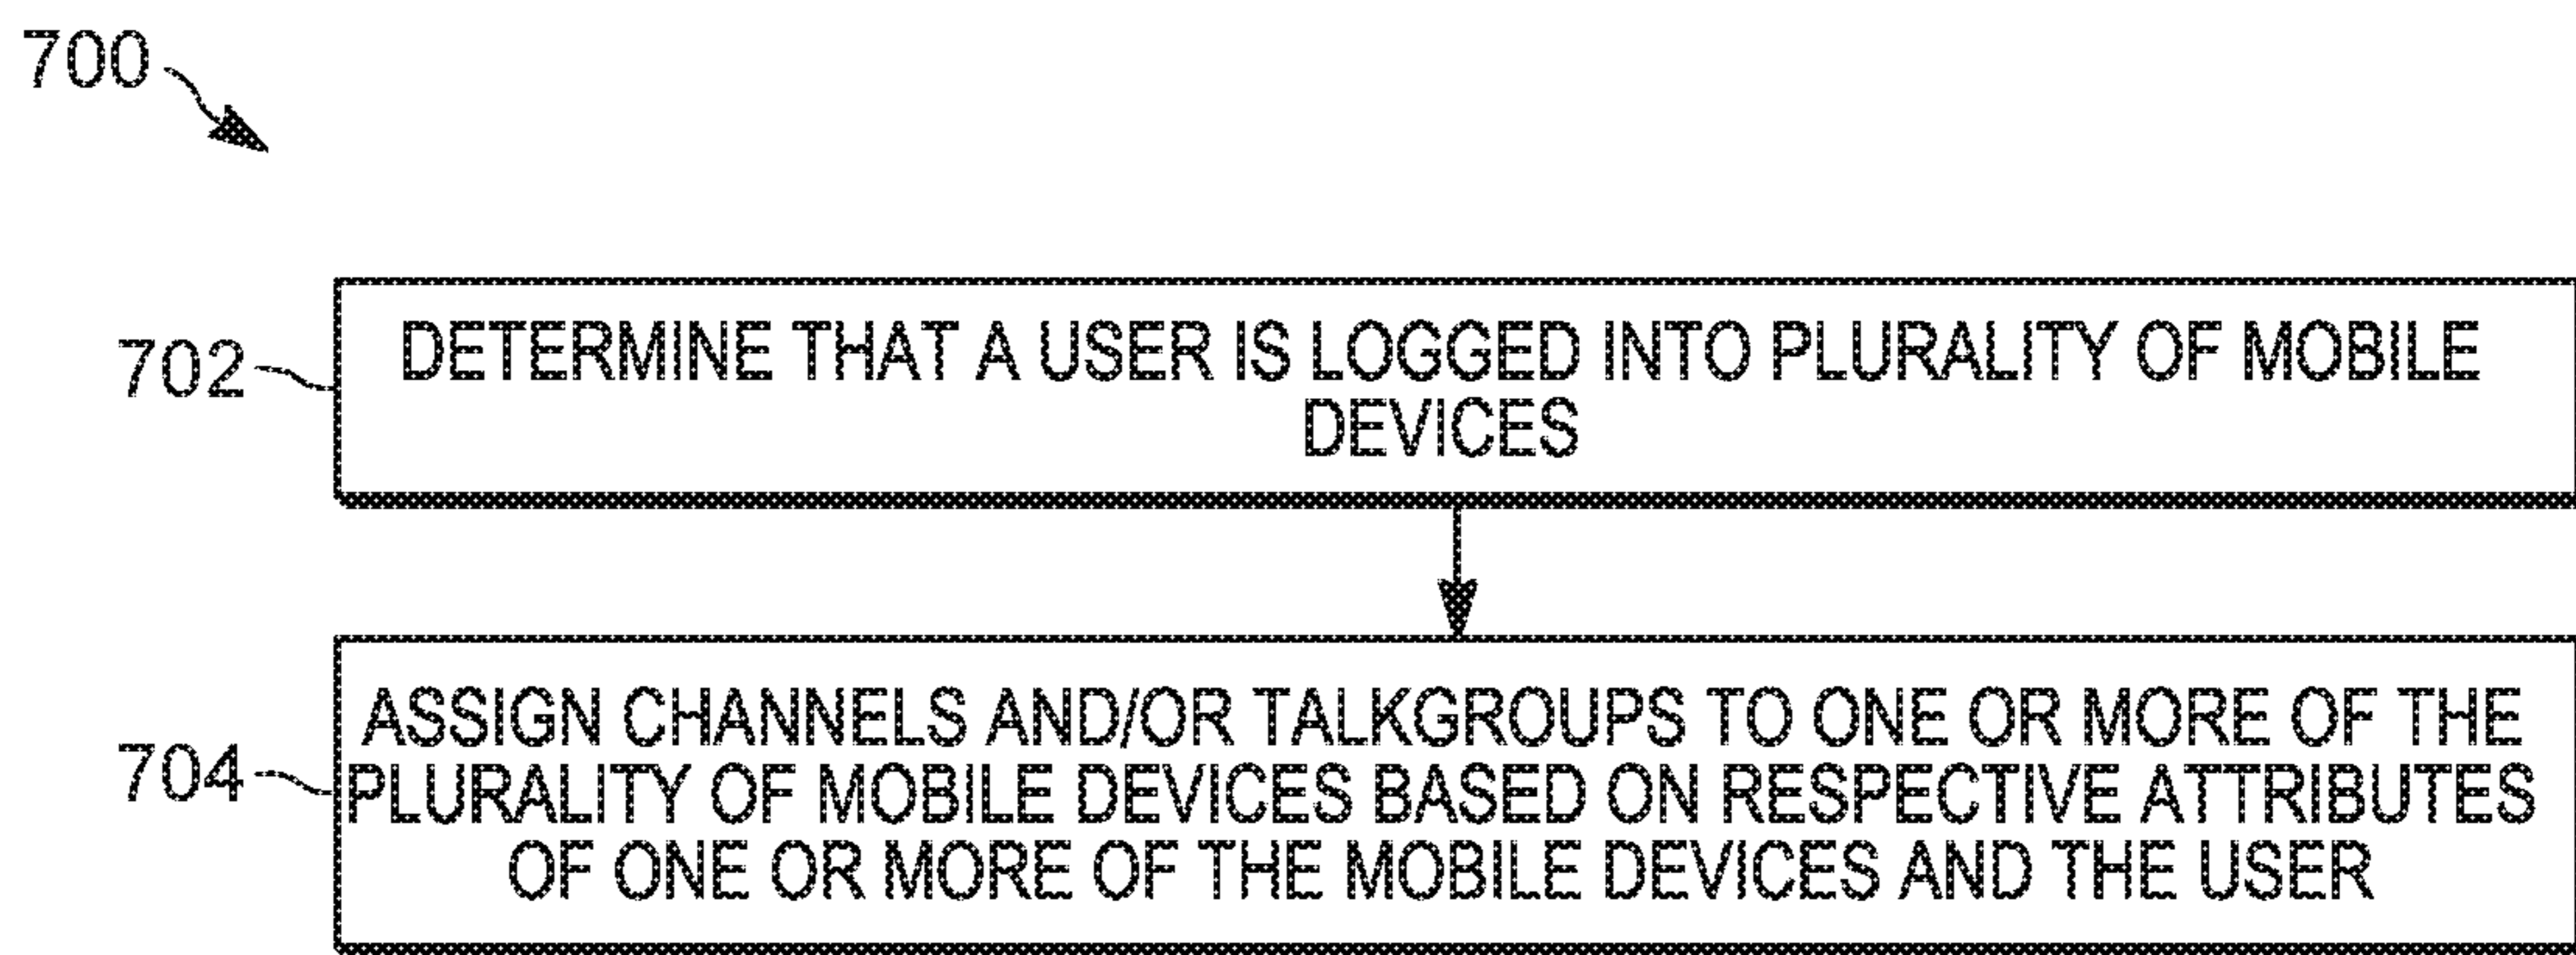 700
702
DETERMINE THAT A USER IS LOGGED INTO PLURALITY OF MOBILE
DEVICES
704
ASSIGN CHANNELS AND/OR TALKGROUPS TO ONE OR MORE OF THE
PLURALITY OF MOBILE DEVICES BASED ON RESPECTIVE ATTRIBUTES
OF ONE OR MORE OF THE MOBILE DEVICES AND THE USER